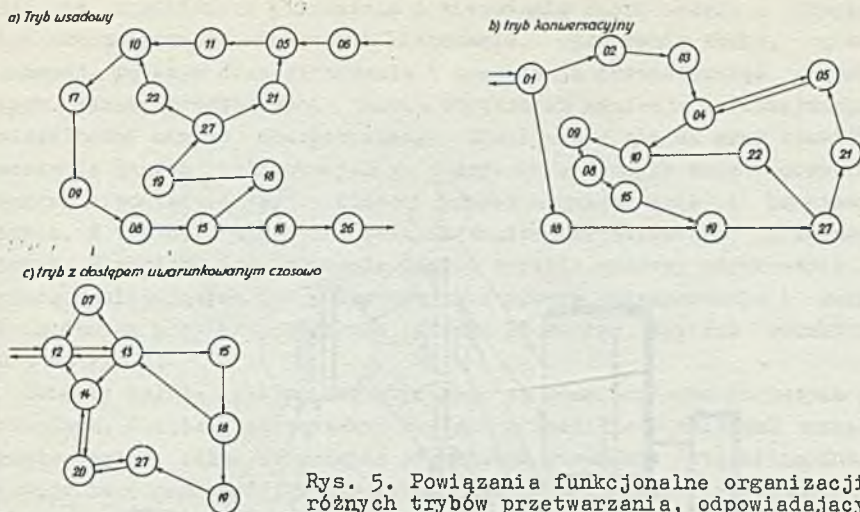 a) Tryb wsadowy
10 11 05 06
17 22 21
27
19 18
09
08 15 16 26
b) tryb konwersacyjny
01 02 03
04 05
09 10 22 21
08
15
18 19 27
c) tryb z dostępem uwarunkowanym czasowo
07
12 13 15
14
18
20 27
19
Rys. 5. Powiązania funkcjonalne organizacji
różnych trybów przetwarzania, odpowiadający